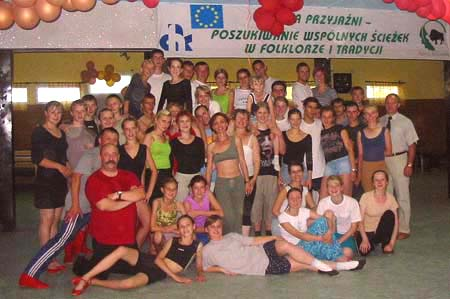 A PRZYJAŹNI -
POSZUKIWANIE WSPÓLNYCH ŚCIEŻEK
W FOLKLORZE I TRADYCJI